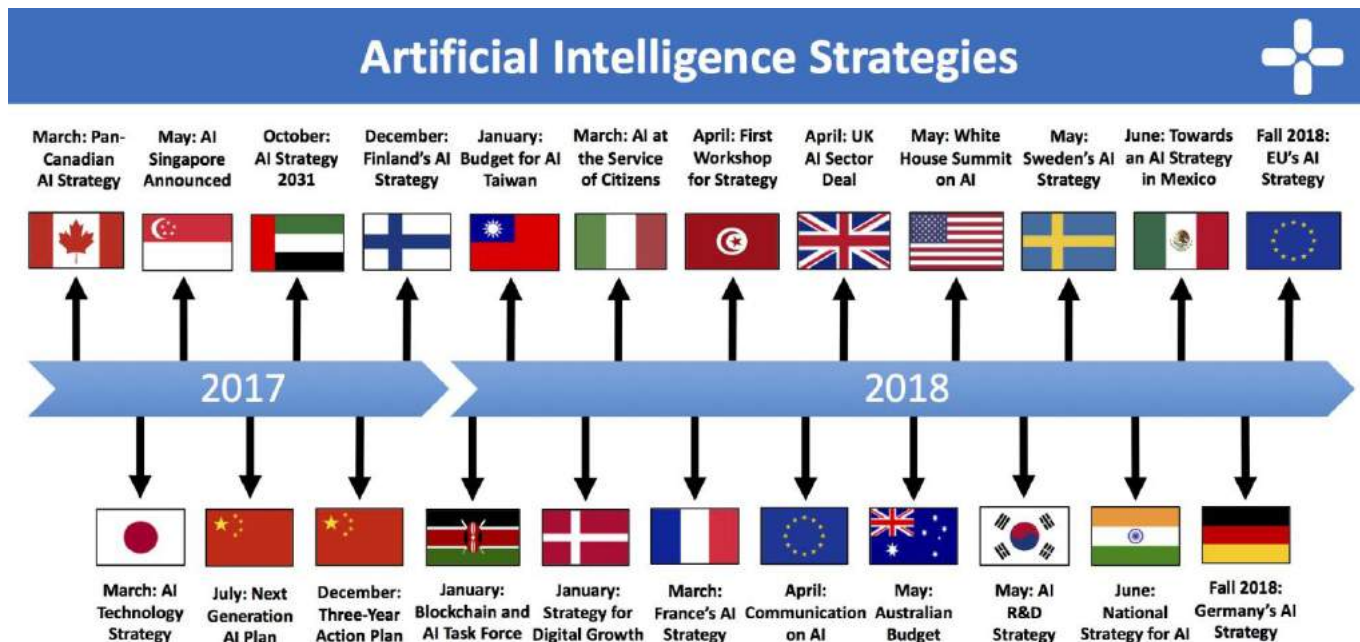 Artificial Intelligence Strategies
March: Pan-
Canadian
AI Strategy
May: AI
Singapore
Announced
October:
AI Strategy
2031
December:
Finland's AI
Strategy
January:
Budget for AI
Taiwan
March: AI at
the Service
of Citizens
April: First
Workshop
for Strategy
April: UK
AI Sector
Deal
May: White
House Summit
on AI
May:
Sweden's AI
Strategy
June: Towards
an AI Strategy
in Mexico
Fall 2018:
EU's AI
Strategy
2017
2018
March: AI
Technology
Strategy
July: Next
Generation
AI Plan
December:
Three-Year
Action Plan
January:
Blockchain and
AI Task Force
January:
Strategy for
Digital Growth
March:
France's AI
Strategy
April:
Communication
on AI
May:
Australian
Budget
May: AI
R&D
Strategy
June:
National
Strategy for AI
Fall 2018:
Germany's AI
Strategy